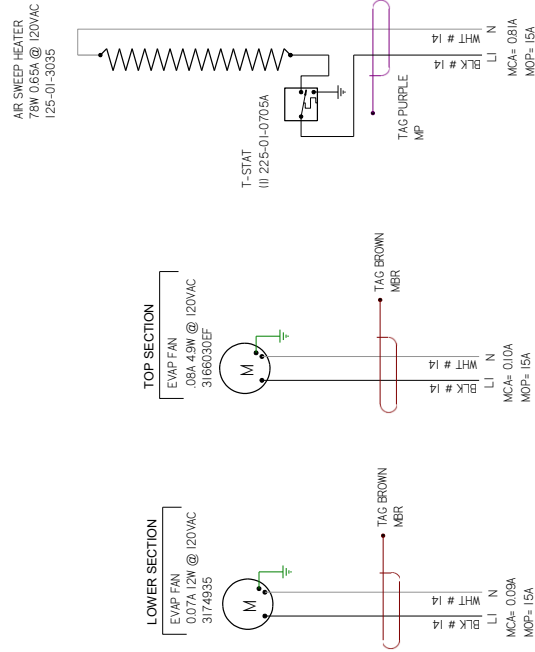 AIR SWEEP HEATER
78W 0.65A @ 120VAC
125-01-3035
T-STAT
(1) 225-01-0705A
TAG PURPLE
MP
BLK # 14
WHT # 14
L1
N
MCA= 0.81A
MOP= 15A
TOP SECTION
EVAP FAN
.08A 4.9W @ 120VAC
3166030EF
M
TAG BROWN
MBR
BLK # 14
WHT # 14
L1
N
MCA= 0.10A
MOP= 15A
LOWER SECTION
EVAP FAN
0.07A 12W @ 120VAC
3174935
M
TAG BROWN
MBR
BLK # 14
WHT # 14
L1
N
MCA= 0.09A
MOP= 15A